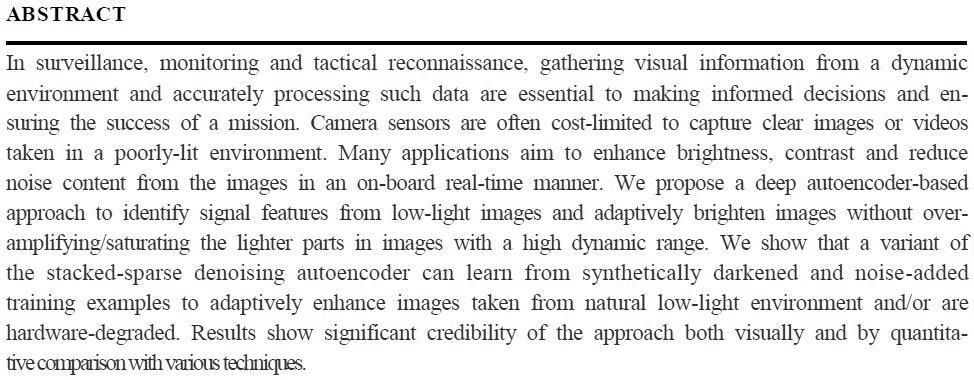 ABSTRACT
In surveillance, monitoring and tactical reconnaissance, gathering visual information from a dynamic
environment and accurately processing such data are essential to making informed decisions and en-
suring the success of a mission. Camera sensors are often cost-limited to capture clear images or videos
taken in a poorly-lit environment. Many applications aim to enhance brightness, contrast and reduce
noise content from the images in an on-board real-time manner. We propose a deep autoencoder-based
approach to identify signal features from low-light images and adaptively brighten images without over-
amplifying/saturating the lighter parts in images with a high dynamic range. We show that a variant of
the stacked-sparse denoising autoencoder can learn from synthetically darkened and noise-added
training examples to adaptively enhance images taken from natural low-light environment and/or are
hardware-degraded. Results show significant credibility of the approach both visually and by quantita-
tive comparison with various techniques.